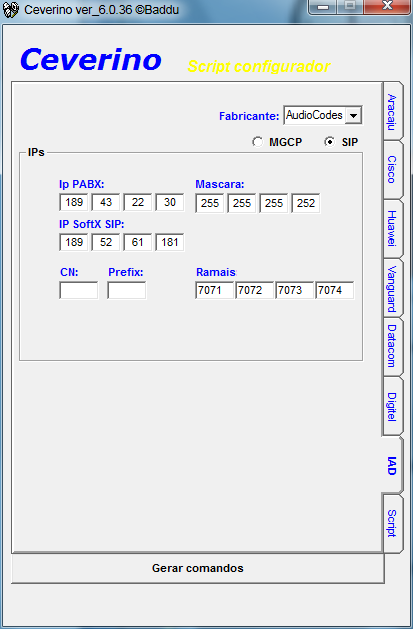 Ceverino ver_6.0.36 ©Baddu
Ceverino Script configurador
Fabricante: AudioCodes
MGCP SIP
IPs
Ip PABX: Mascara:
189 43 22 30 255 255 255 252
IP SoftX SIP:
189 52 61 181
CN: Prefix: Ramais
7071 7072 7073 7074
Gerar comandos
Aracaju
Cisco
Huawei
Vanguard
Datacom
Digitel
IAD
Script